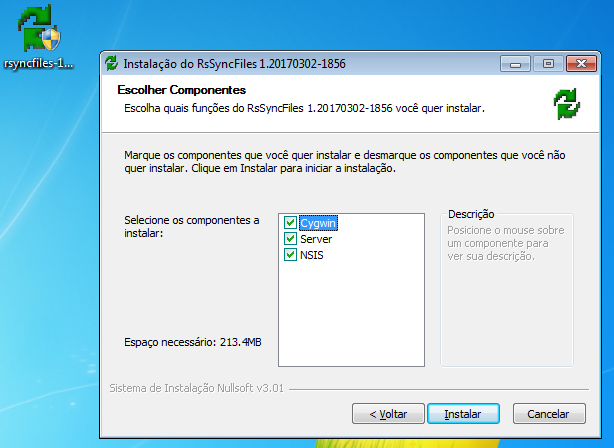 rsyncfiles-1...
Instalação do RsSyncFiles 1.20170302-1856
Escolher Componentes
Escolha quais funções do RsSyncFiles 1.20170302-1856 você quer instalar.
Marque os componentes que você quer instalar e desmarque os componentes que você não
quer instalar. Clique em Instalar para iniciar a instalação.
Selecione os componentes a
instalar:
Cygwin
Server
NSIS
Descrição
Posicione o mouse sobre
um componente para
ver sua descrição.
Espaço necessário: 213.4MB
Sistema de Instalação Nullsoft v3.01
< Voltar
Instalar
Cancelar